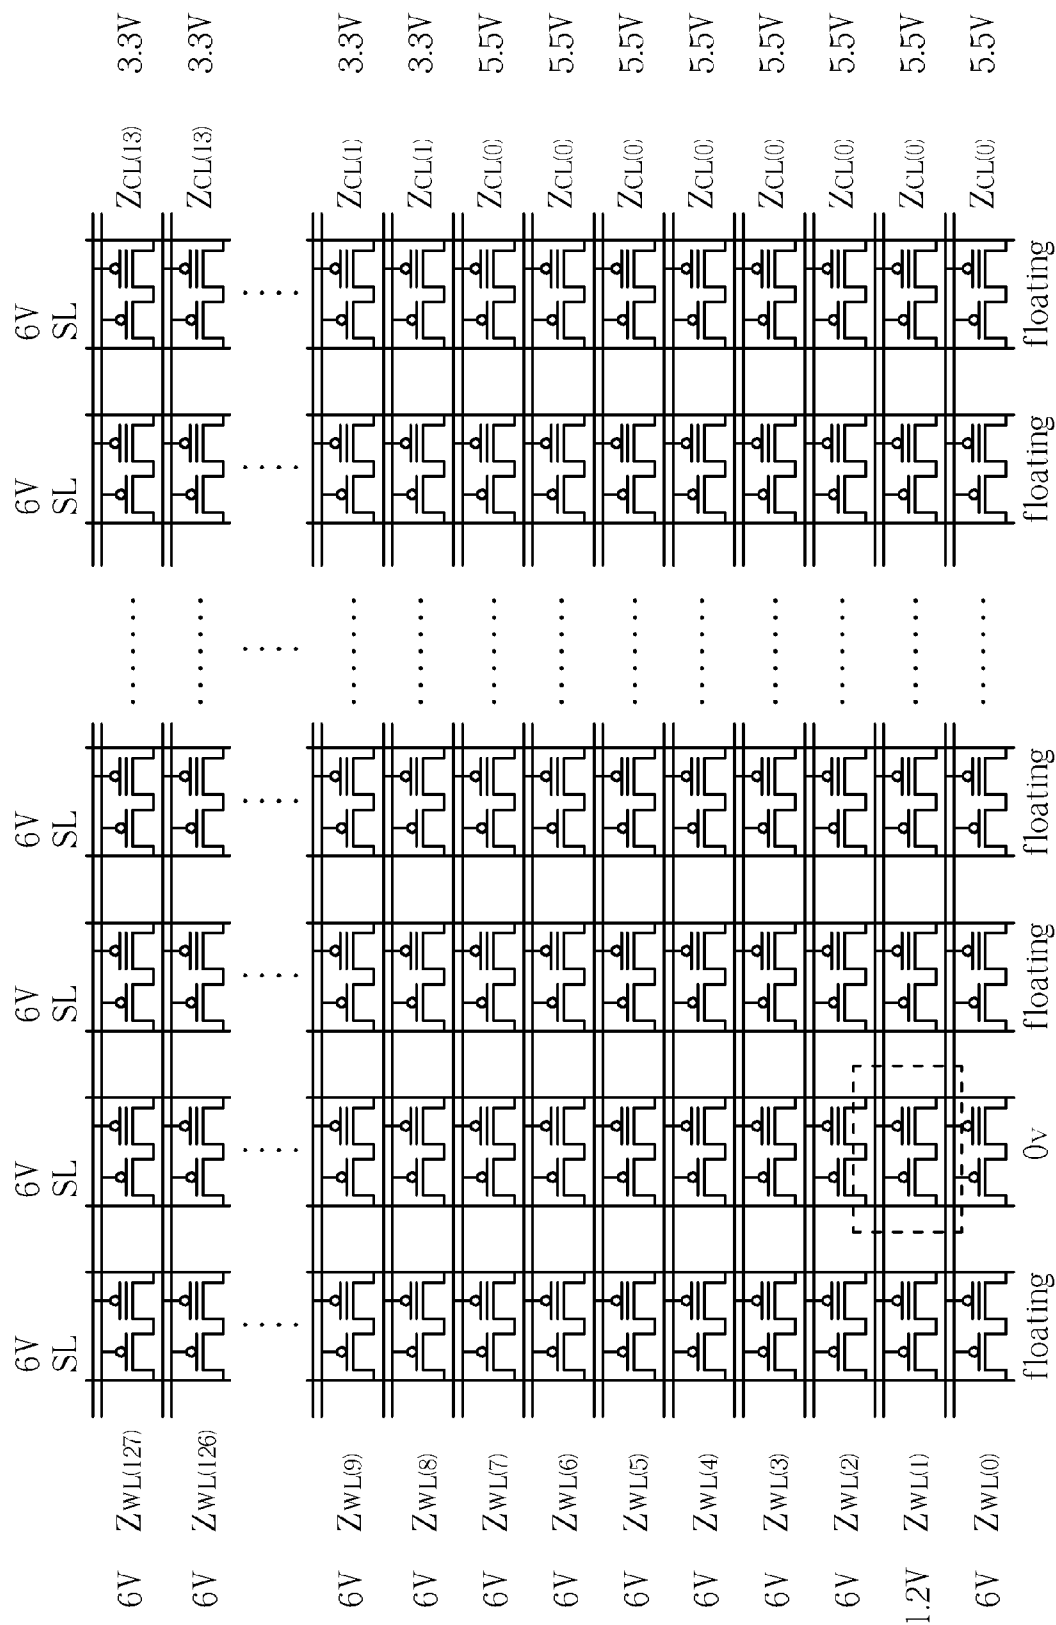 6V 6V 6V 6V 6V 6V
SL SL SL SL SL SL
6V ZWL(127) ZCL(13) 3.3V
6V ZWL(126) ZCL(13) 3.3V
6V ZWL(9) ZCL(1) 3.3V
6V ZWL(8) ZCL(1) 3.3V
6V ZWL(7) ZCL(0) 5.5V
6V ZWL(6) ZCL(0) 5.5V
6V ZWL(5) ZCL(0) 5.5V
6V ZWL(4) ZCL(0) 5.5V
6V ZWL(3) ZCL(0) 5.5V
6V ZWL(2) ZCL(0) 5.5V
1.2V ZWL(1) ZCL(0) 5.5V
6V ZWL(0) ZCL(0) 5.5V
floating 0v floating floating floating floating